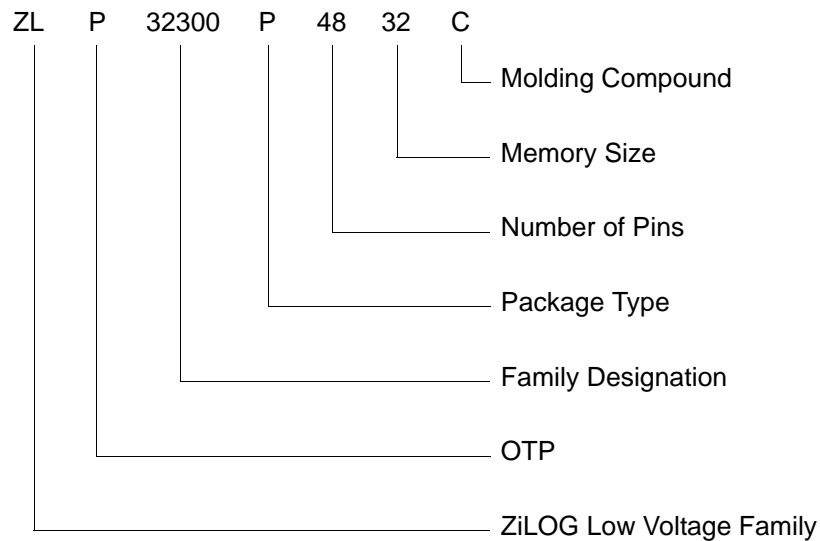 ZL P 32300 P 48 32 C
Molding Compound
Memory Size
Number of Pins
Package Type
Family Designation
OTP
ZiLOG Low Voltage Family